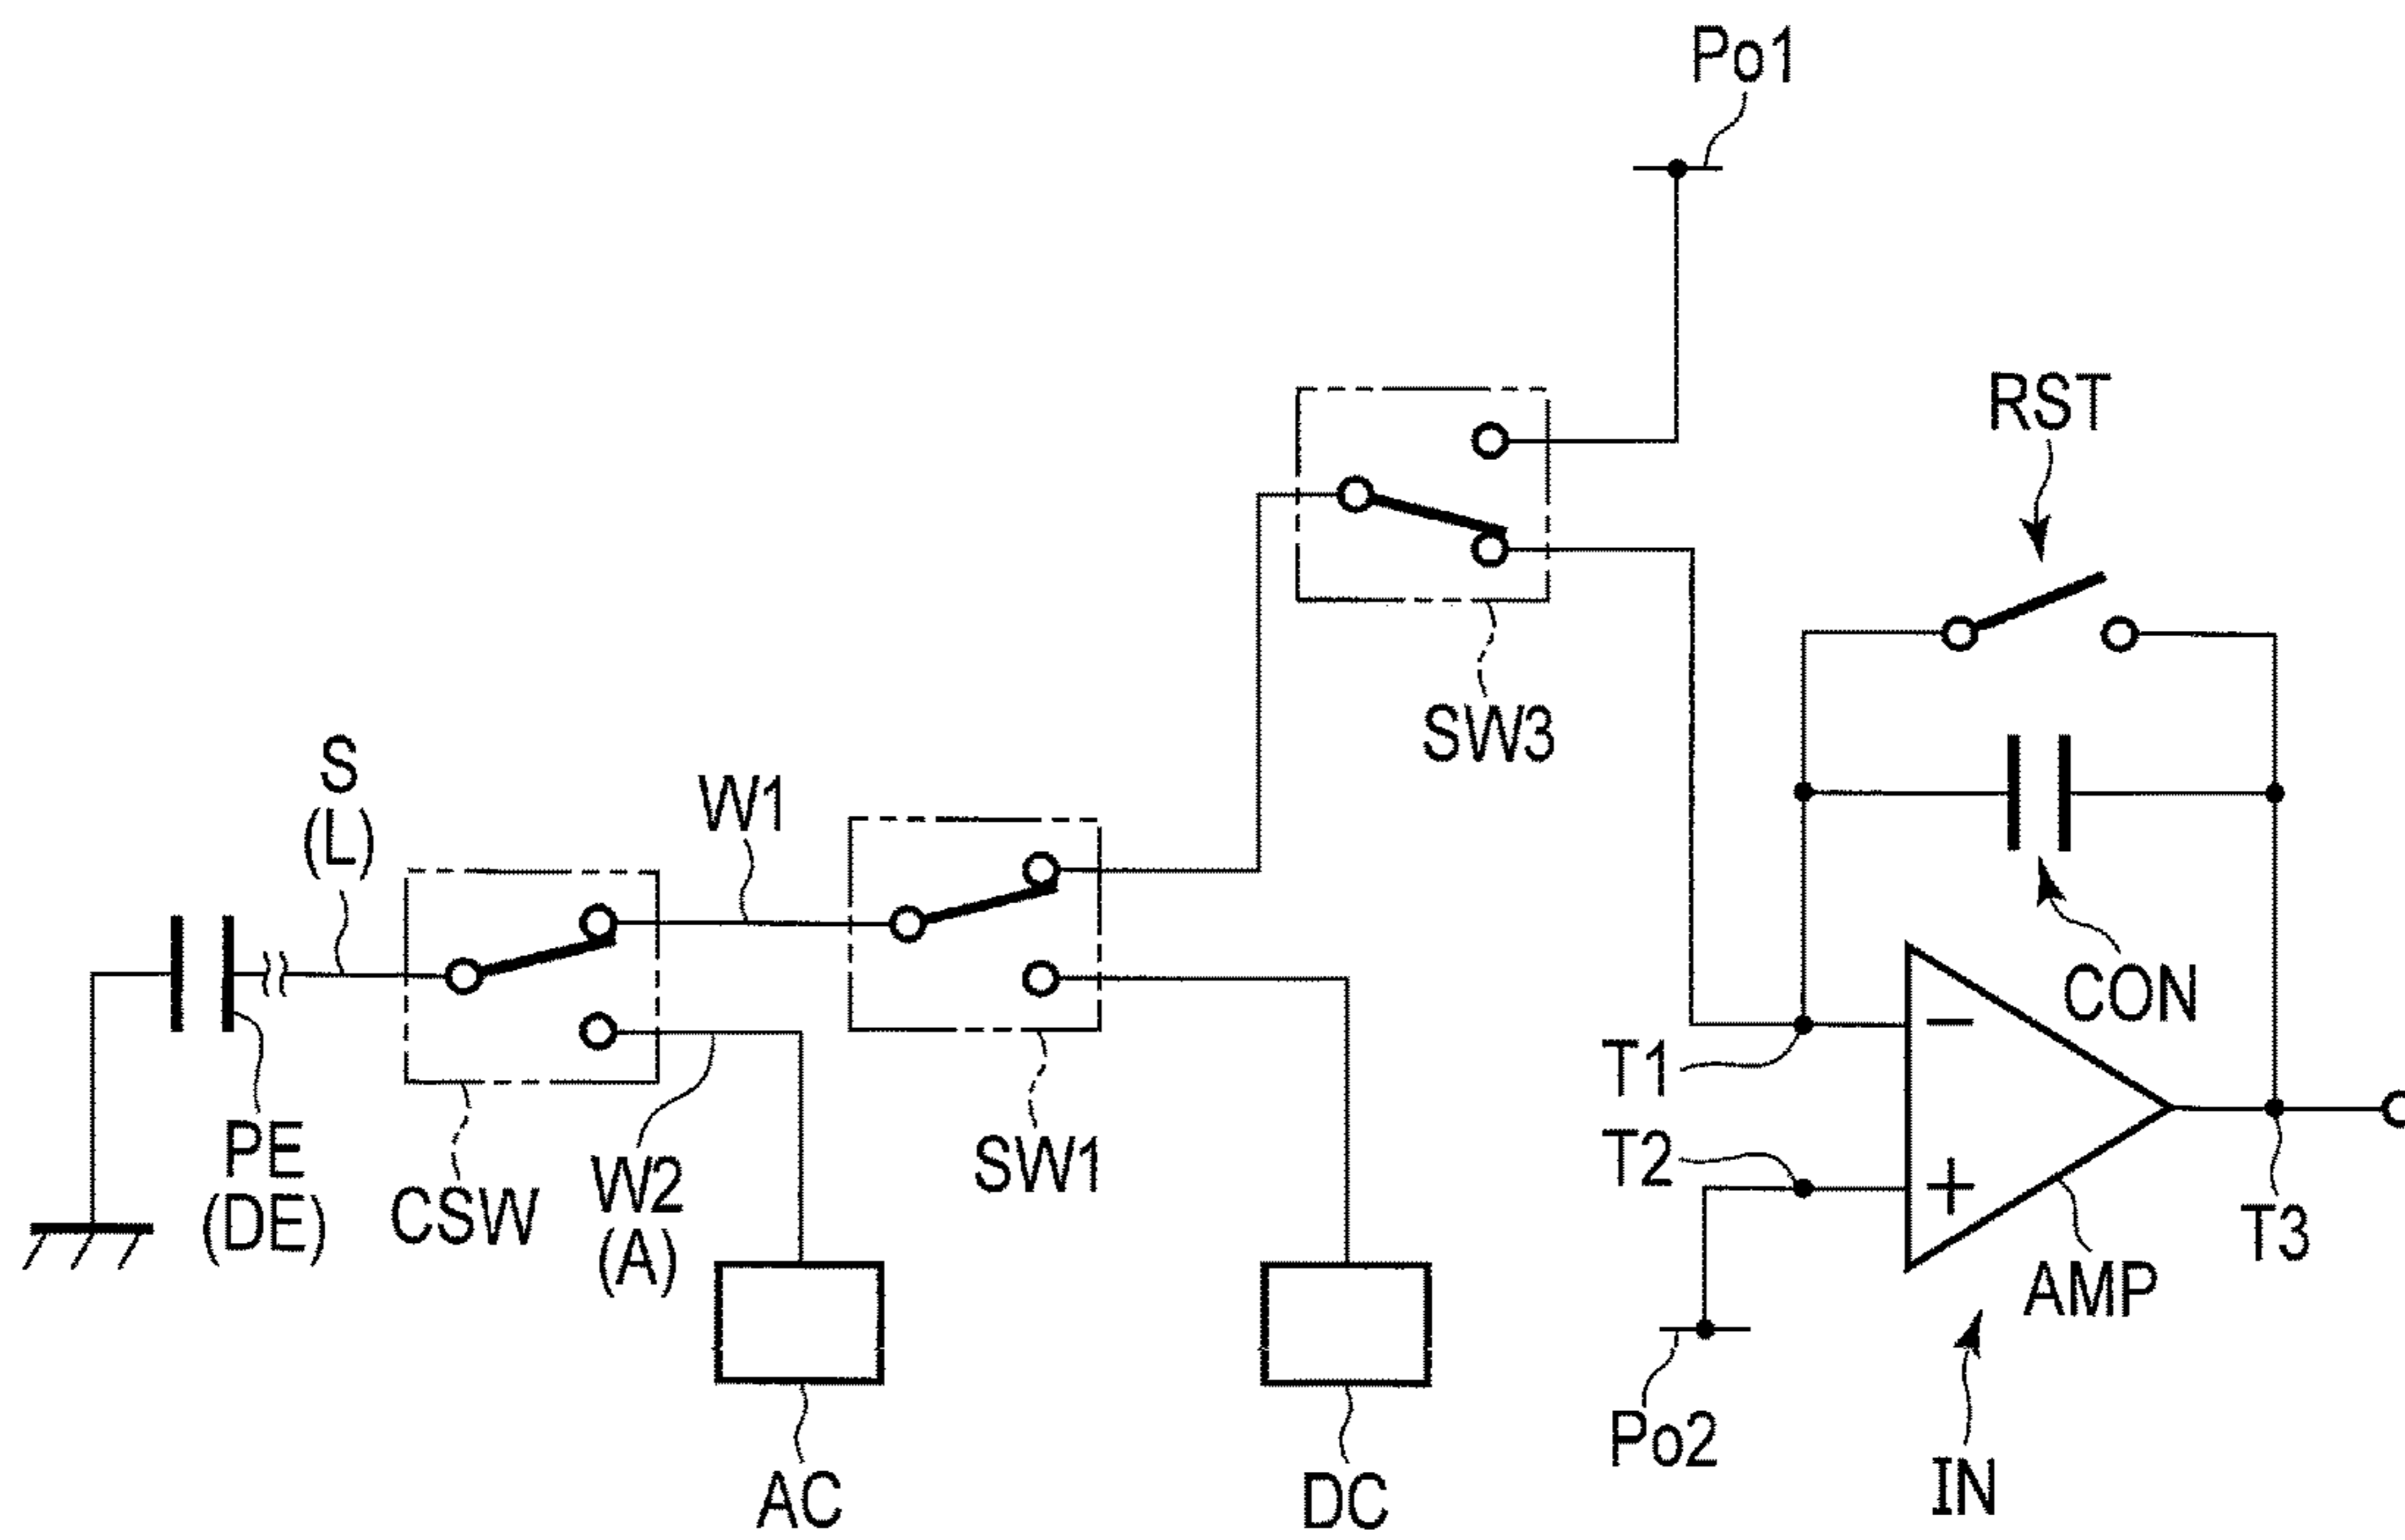 Po1
RST
SW3
S
(L)
W1
CON
T1
T2
PE
(DE)
CSW
W2
(A)
SW1
T3
AMP
Po2
IN
AC
DC
−
+